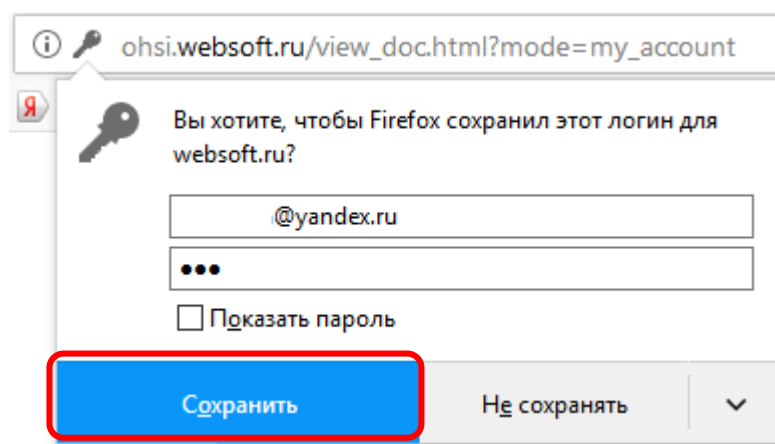 ohsi.websoft.ru/view_doc.html?mode=my_account
Я
Вы хотите, чтобы Firefox сохранил этот логин для
websoft.ru?
@yandex.ru
●●●
Показать пароль
Сохранить
Не сохранять